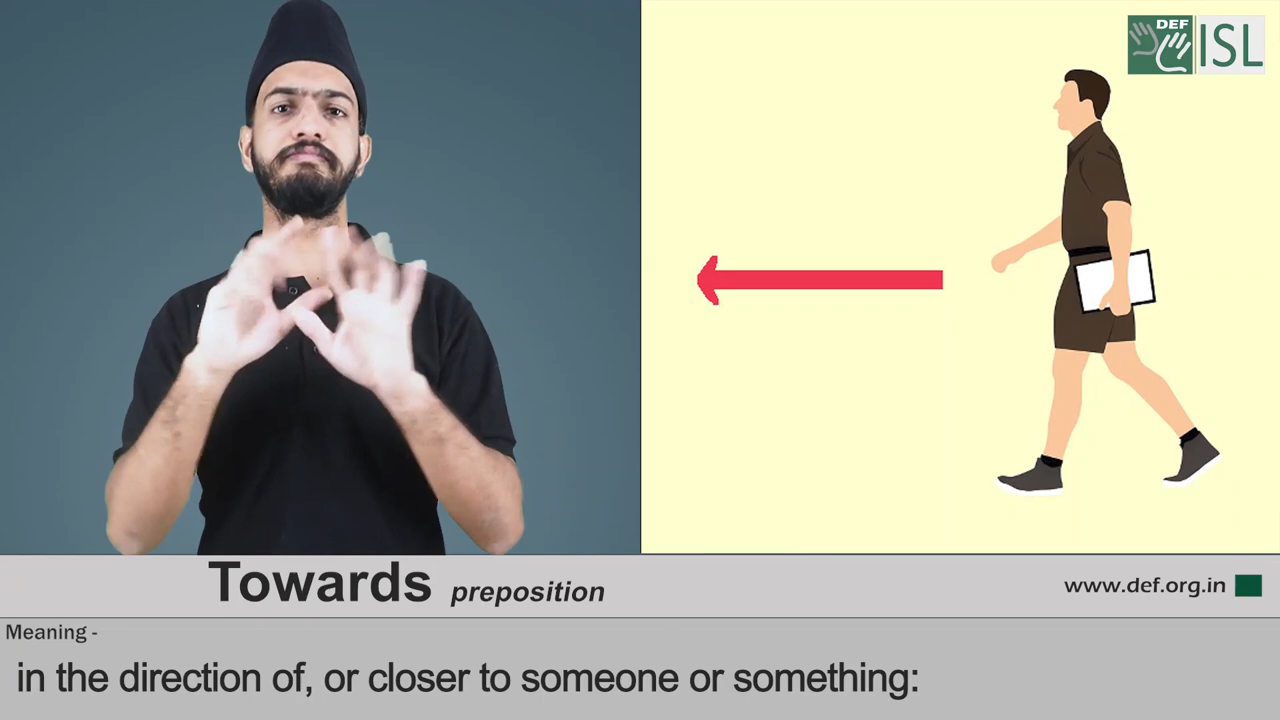 DEF
ISL
Towards preposition
www.def.org.in
Meaning -
in the direction of, or closer to someone or something: